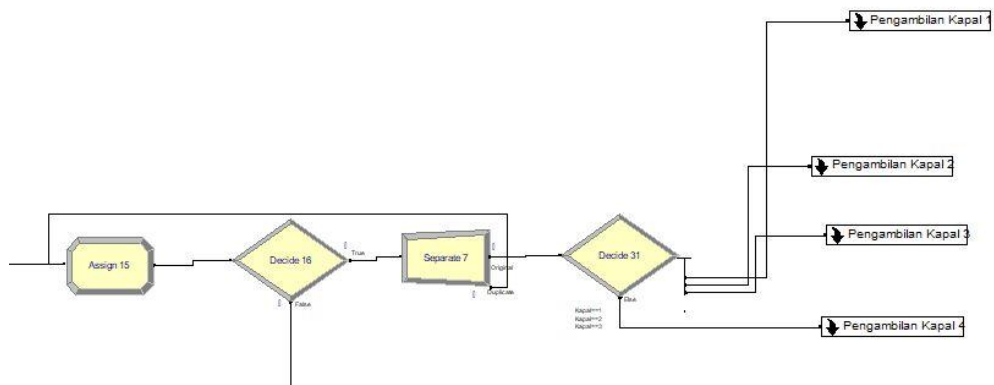 Pengambilan Kapal 1
Pengambilan Kapal 2
Pengambilan Kapal 3
Pengambilan Kapal 4
Assign 15
Decide 16
True
False
Separate 7
Original
Duplicate
Decide 31
Else
Kapal==1
Kapal==2
Kapal==3